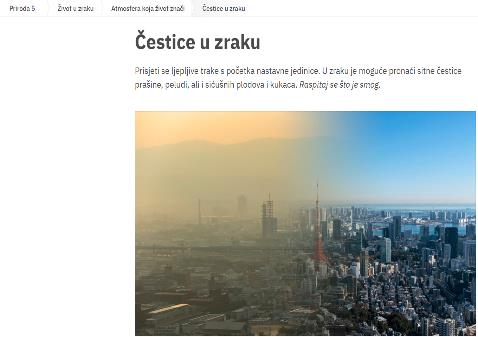 Priroda 5 Život u zraku Atmosfera koja život znači Čestice u zraku
Čestice u zraku
Prisjeti se ljepljive trake s početka nastavne jedinice. U zraku je moguće pronaći sitne čestice
prašine, peludi, ali i sićušnih plodova i kukaca. Raspitaj se što je smog.